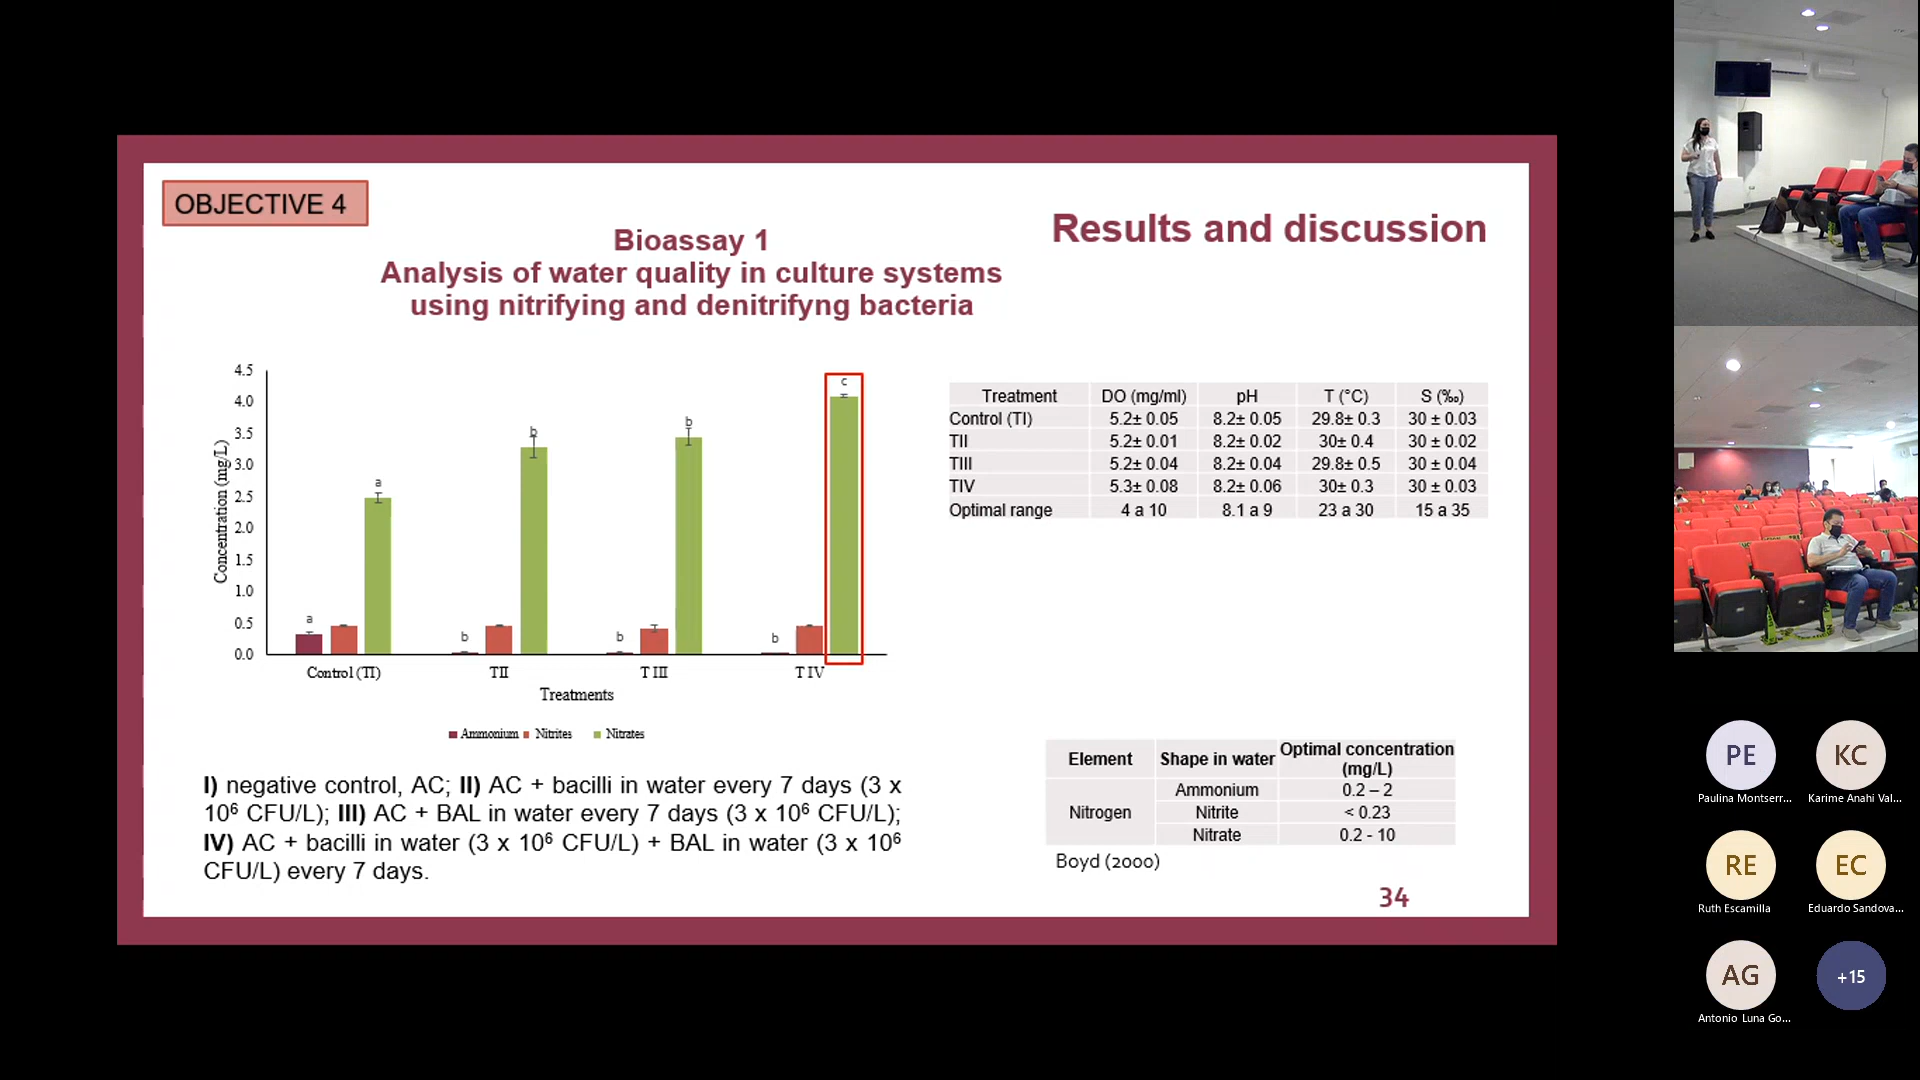 OBJECTIVE 4
Results and discussion
Bioassay 1
Analysis of water quality in culture systems
using nitrifying and denitrifyng bacteria
Concentration (mg/L)
4.5
4.0
3.5
3.0
2.5
2.0
1.5
1.0
0.5
0.0
a
a
b
b
b
b
b
c
Control (TI)
TII
T III
T IV
Treatments
Ammonium Nitrites Nitrates
I) negative control, AC; II) AC + bacilli in water every 7 days (3 x
10⁶ CFU/L); III) AC + BAL in water every 7 days (3 x 10⁶ CFU/L);
IV) AC + bacilli in water (3 x 10⁶ CFU/L) + BAL in water (3 x 10⁶
CFU/L) every 7 days.
Treatment DO (mg/ml) pH T (°C) S (‰)
Control (TI) 5.2± 0.05 8.2± 0.05 29.8± 0.3 30 ± 0.03
TII 5.2± 0.01 8.2± 0.02 30± 0.4 30 ± 0.02
TIII 5.2± 0.04 8.2± 0.04 29.8± 0.5 30 ± 0.04
TIV 5.3± 0.08 8.2± 0.06 30± 0.3 30 ± 0.03
Optimal range 4 a 10 8.1 a 9 23 a 30 15 a 35
Element Shape in water Optimal concentration
(mg/L)
Nitrogen
Ammonium 0.2 – 2
Nitrite < 0.23
Nitrate 0.2 - 10
Boyd (2000)
34
PE
Paulina Montserr...
KC
Karime Anahi Val...
RE
Ruth Escamilla
EC
Eduardo Sandova...
AG
Antonio Luna Go...
+15